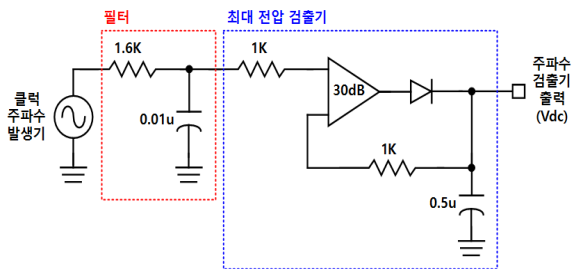 필터
최대 전압 검출기
1.6K
1K
클럭
주파수
발생기
0.01u
30dB
주파수
검출기
출력
(Vdc)
1K
0.5u